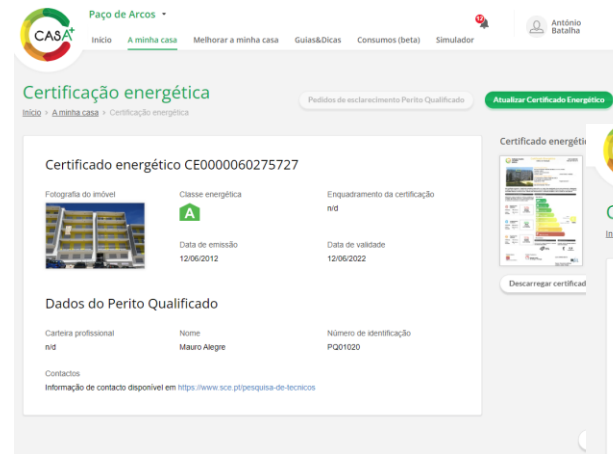 CASA+
Paço de Arcos
Início A minha casa Melhorar a minha casa Guias&Dicas Consumos (beta) Simulador
António
Batalha
Certificação energética
Início > A minha casa > Certificação energética
Pedidos de esclarecimento Perito Qualificado
Atualizar Certificado Energético
Certificado energétic
Certificado energético CE0000060275727
Fotografia do imóvel
Classe energética
A
Enquadramento da certificação
n/d
Data de emissão
12/06/2012
Data de validade
12/06/2022
Descarregar certificad
Dados do Perito Qualificado
Carteira profissional
n/d
Nome
Mauro Alegre
Número de identificação
PQ01020
Contactos
Informação de contacto disponível em https://www.sce.pt/pesquisa-de-tecnicos